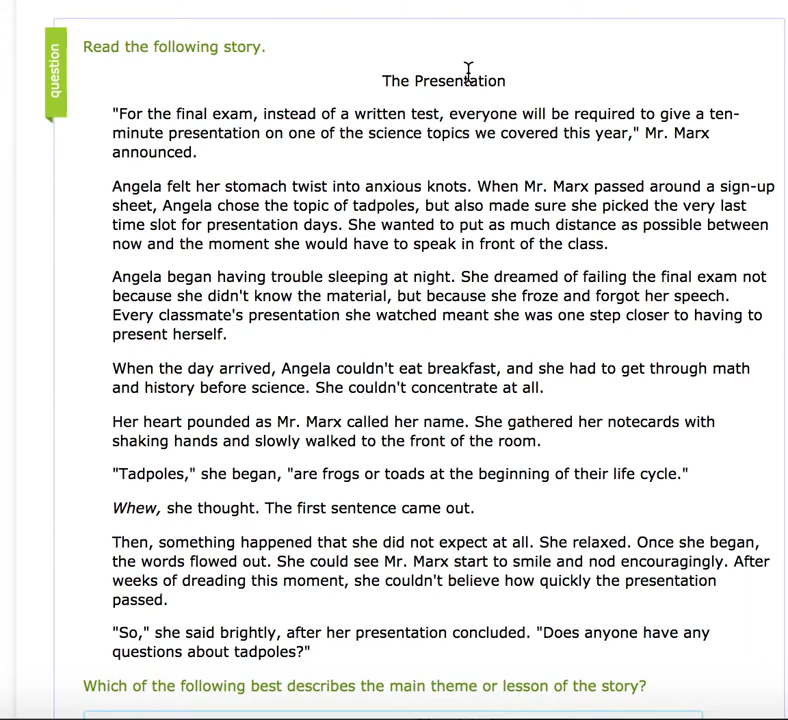 question
Read the following story.
The Presentation
"For the final exam, instead of a written test, everyone will be required to give a ten-
minute presentation on one of the science topics we covered this year," Mr. Marx
announced.
Angela felt her stomach twist into anxious knots. When Mr. Marx passed around a sign-up
sheet, Angela chose the topic of tadpoles, but also made sure she picked the very last
time slot for presentation days. She wanted to put as much distance as possible between
now and the moment she would have to speak in front of the class.
Angela began having trouble sleeping at night. She dreamed of failing the final exam not
because she didn't know the material, but because she froze and forgot her speech.
Every classmate's presentation she watched meant she was one step closer to having to
present herself.
When the day arrived, Angela couldn't eat breakfast, and she had to get through math
and history before science. She couldn't concentrate at all.
Her heart pounded as Mr. Marx called her name. She gathered her notecards with
shaking hands and slowly walked to the front of the room.
"Tadpoles," she began, "are frogs or toads at the beginning of their life cycle."
Whew, she thought. The first sentence came out.
Then, something happened that she did not expect at all. She relaxed. Once she began,
the words flowed out. She could see Mr. Marx start to smile and nod encouragingly. After
weeks of dreading this moment, she couldn't believe how quickly the presentation
passed.
"So," she said brightly, after her presentation concluded. "Does anyone have any
questions about tadpoles?"
Which of the following best describes the main theme or lesson of the story?